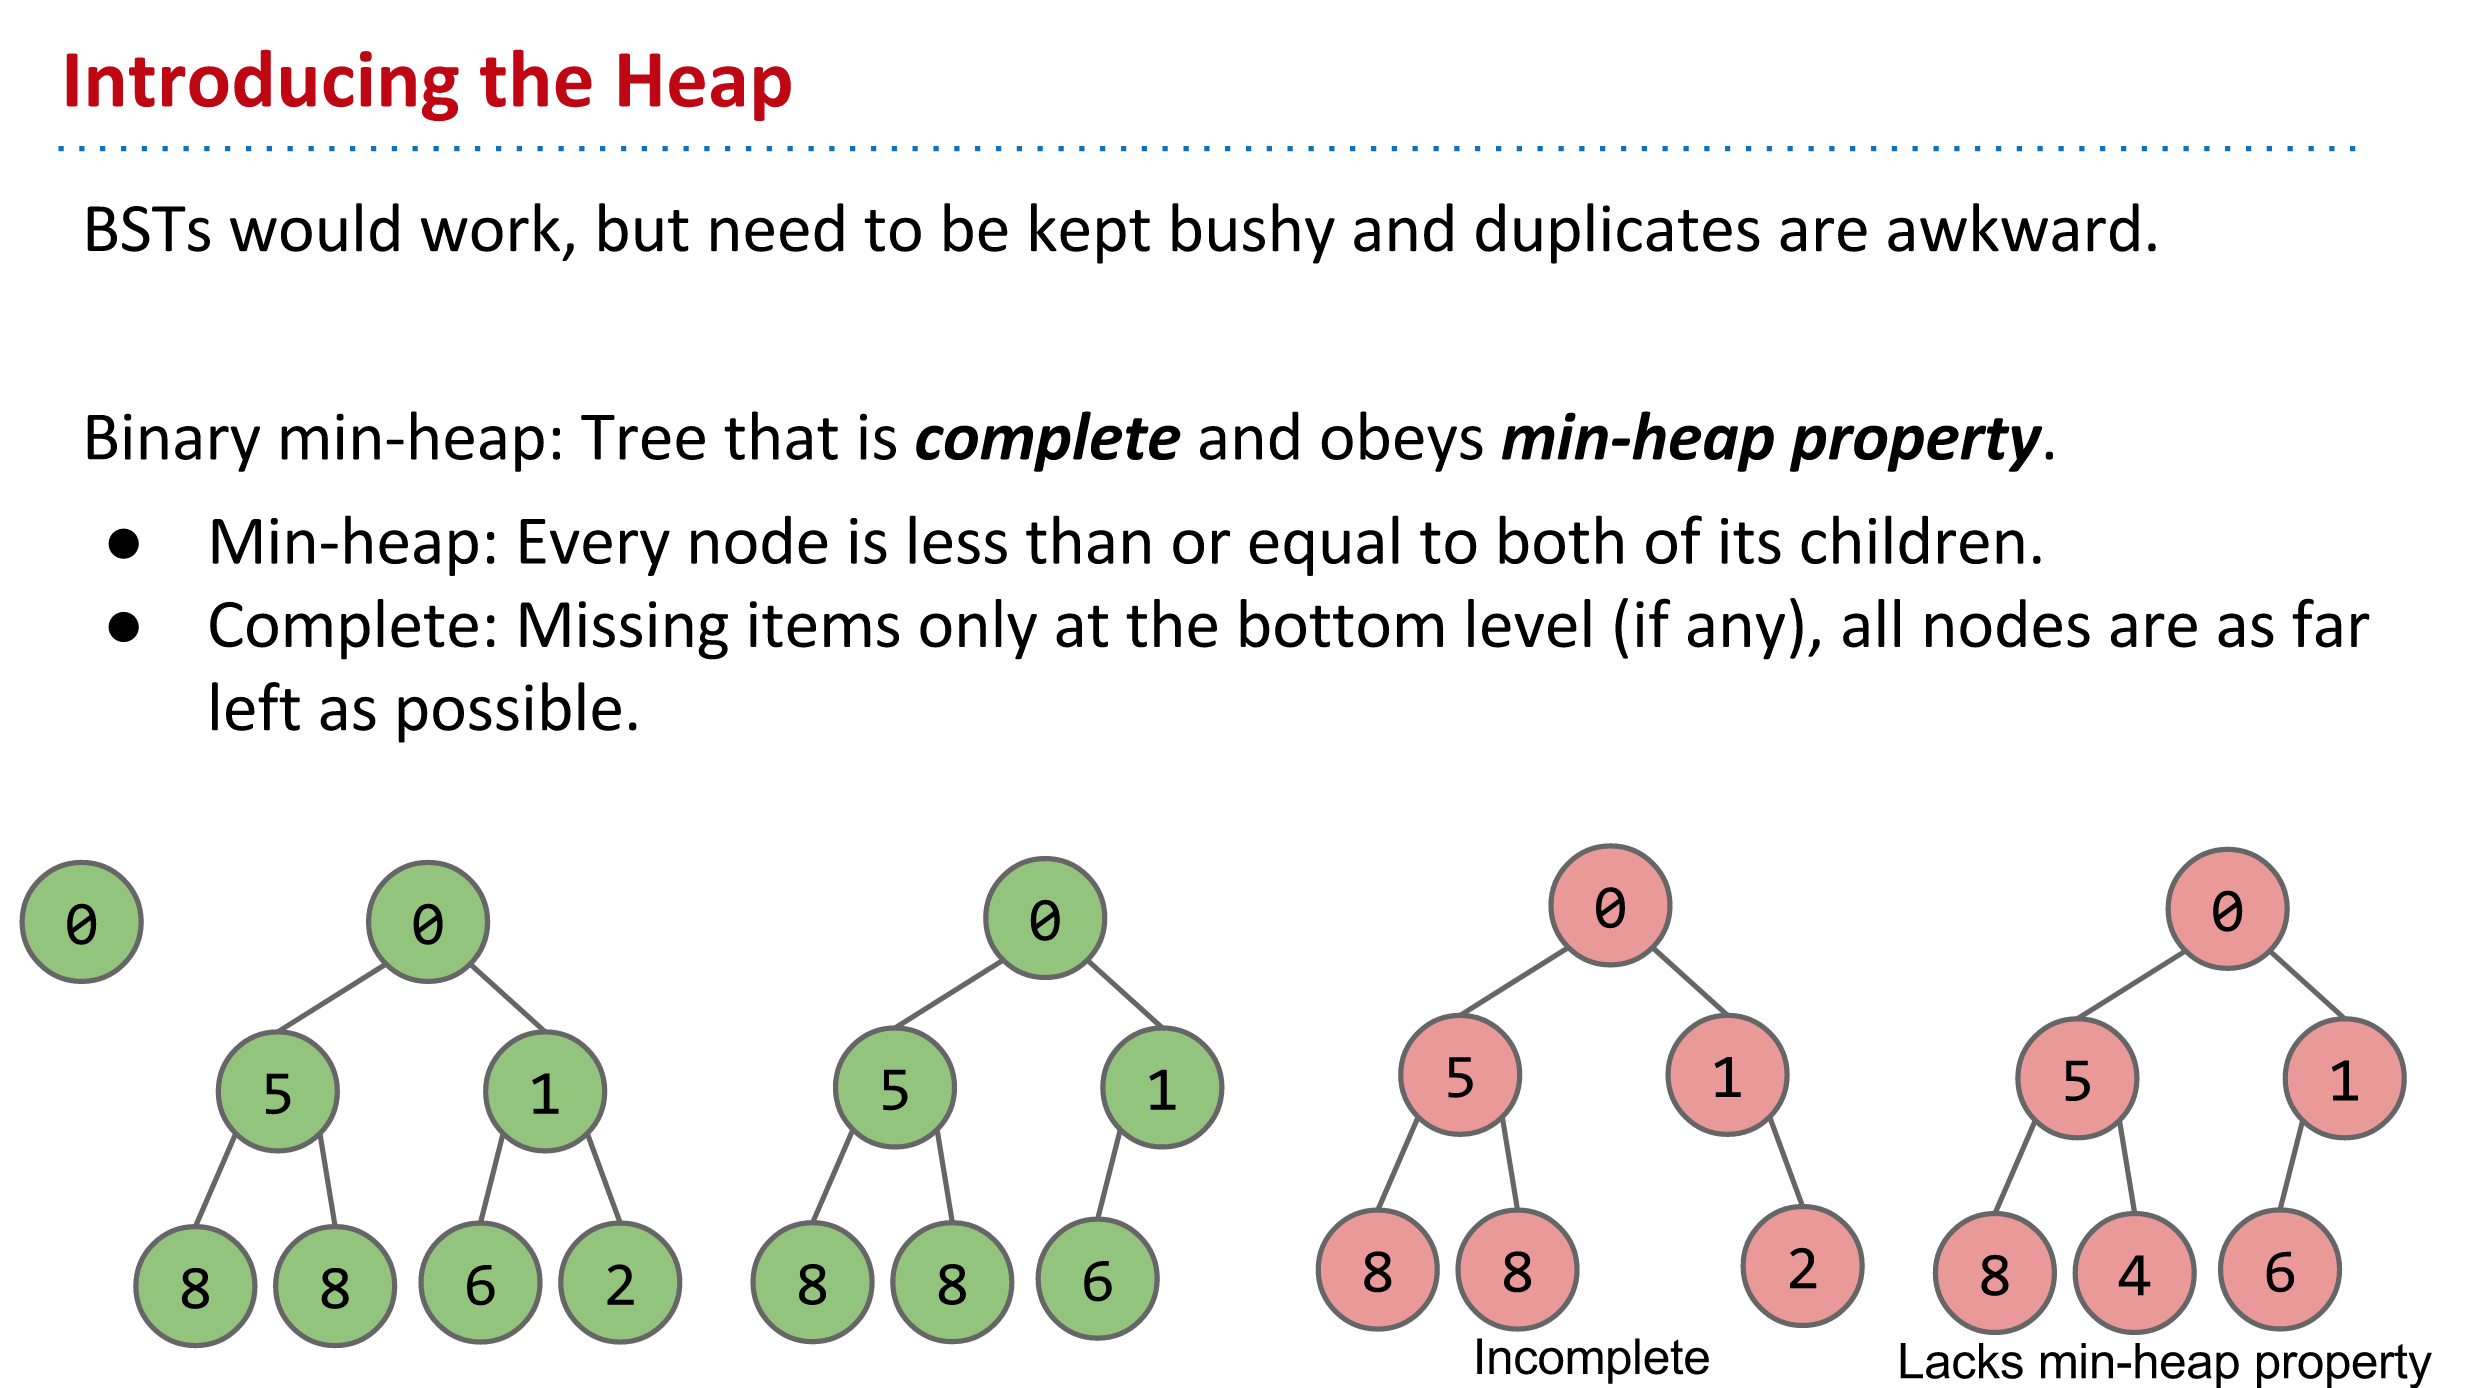 Introducing the Heap
BSTs would work, but need to be kept bushy and duplicates are awkward.
Binary min-heap: Tree that is complete and obeys min-heap property.
● Min-heap: Every node is less than or equal to both of its children.
● Complete: Missing items only at the bottom level (if any), all nodes are as far
left as possible.
0
0
5 1
8 8 6 2
0
5 1
8 8 6
0
5 1
8 8 2
Incomplete
0
5 1
8 4 6
Lacks min-heap property